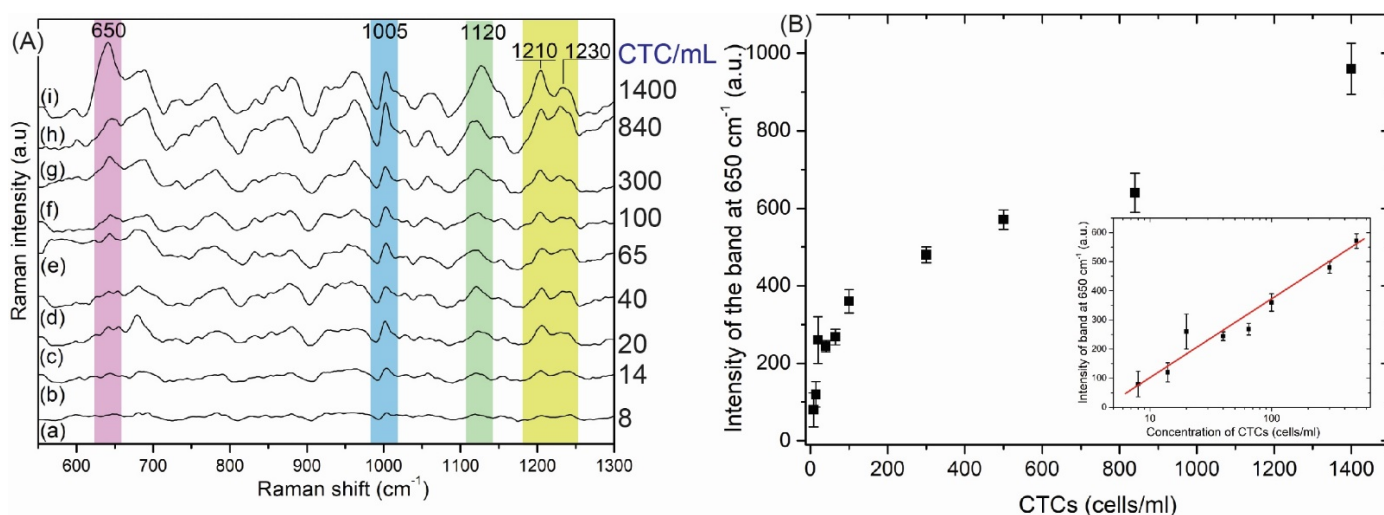 (A)
650
1005
1120
1210
1230
CTC/mL
(i)
1400
(h)
840
(g)
300
(f)
100
65
(e)
40
(d)
20
(c)
14
(b)
8
(a)
Raman intensity (a.u)
600 700 800 900 1000 1100 1200 1300
Raman shift (cm⁻¹)
(B)
Intensity of the band at 650 cm⁻¹ (a.u.)
1000
800
600
400
200
0
0 200 400 600 800 1000 1200 1400
CTCs (cells/ml)
Intensity of band at 650 cm⁻¹ (a.u.)
600
500
400
300
200
100
0
10 100
Concentration of CTCs (cells/ml)